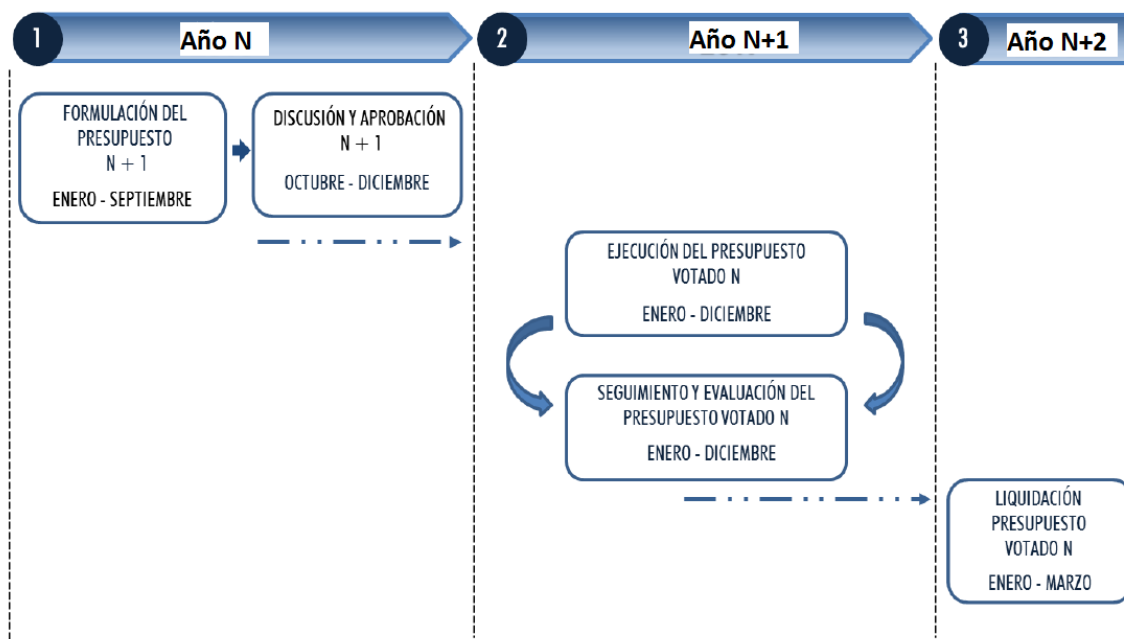 1
Año N
2
Año N+1
3
Año N+2
FORMULACIÓN DEL
PRESUPUESTO
N + 1
ENERO - SEPTIEMBRE
DISCUSIÓN Y APROBACIÓN
N + 1
OCTUBRE - DICIEMBRE
EJECUCIÓN DEL PRESUPUESTO
VOTADO N
ENERO - DICIEMBRE
SEGUIMIENTO Y EVALUACIÓN DEL
PRESUPUESTO VOTADO N
ENERO - DICIEMBRE
LIQUIDACIÓN
PRESUPUESTO
VOTADO N
ENERO - MARZO